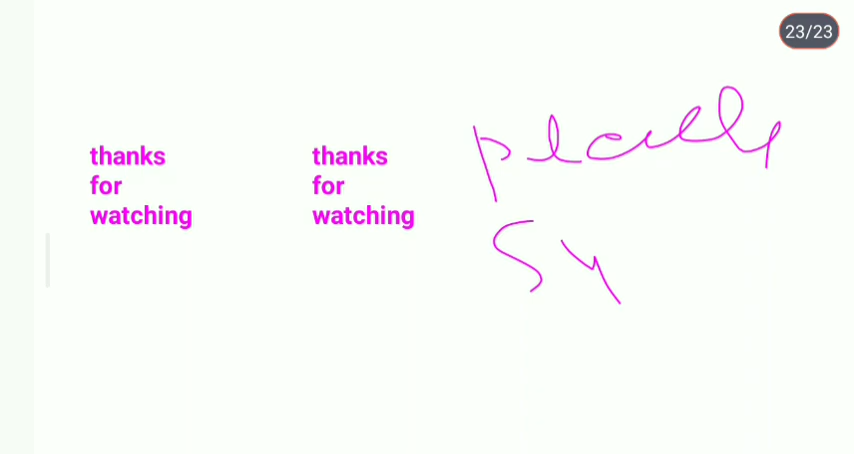 23/23
thanks
for
watching
thanks
for
watching